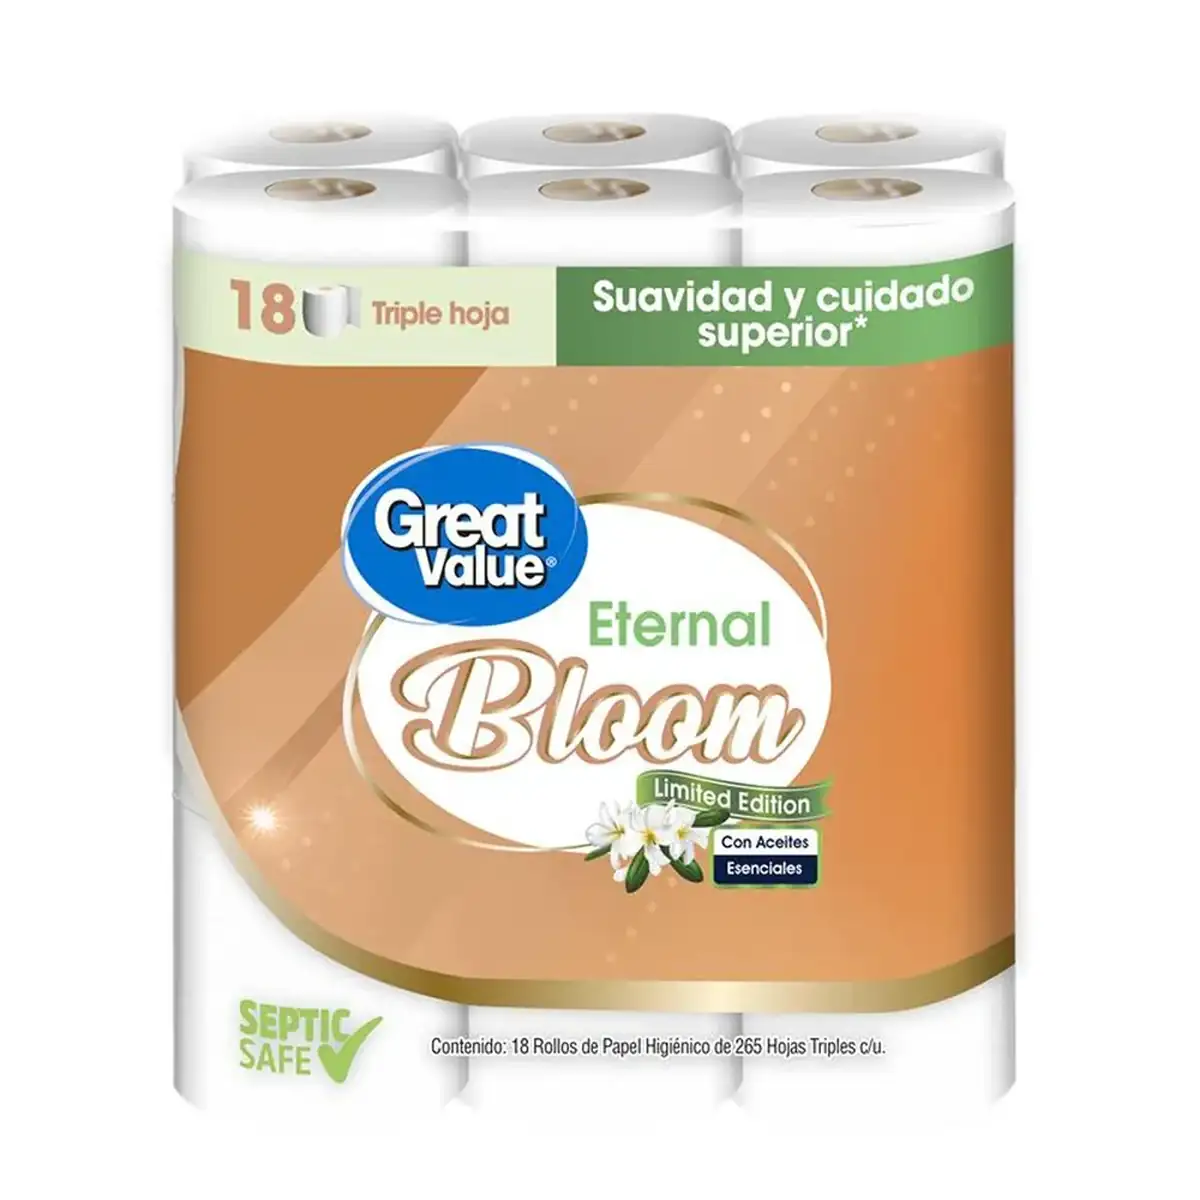 18 Triple hoja
Suavidad y cuidado
superior*
Great
Value®
Eternal
Bloom
Limited Edition
Con Aceites
Esenciales
SEPTIC
SAFE
Contenido: 18 Rollos de Papel Higiénico de 265 Hojas Triples c/u.